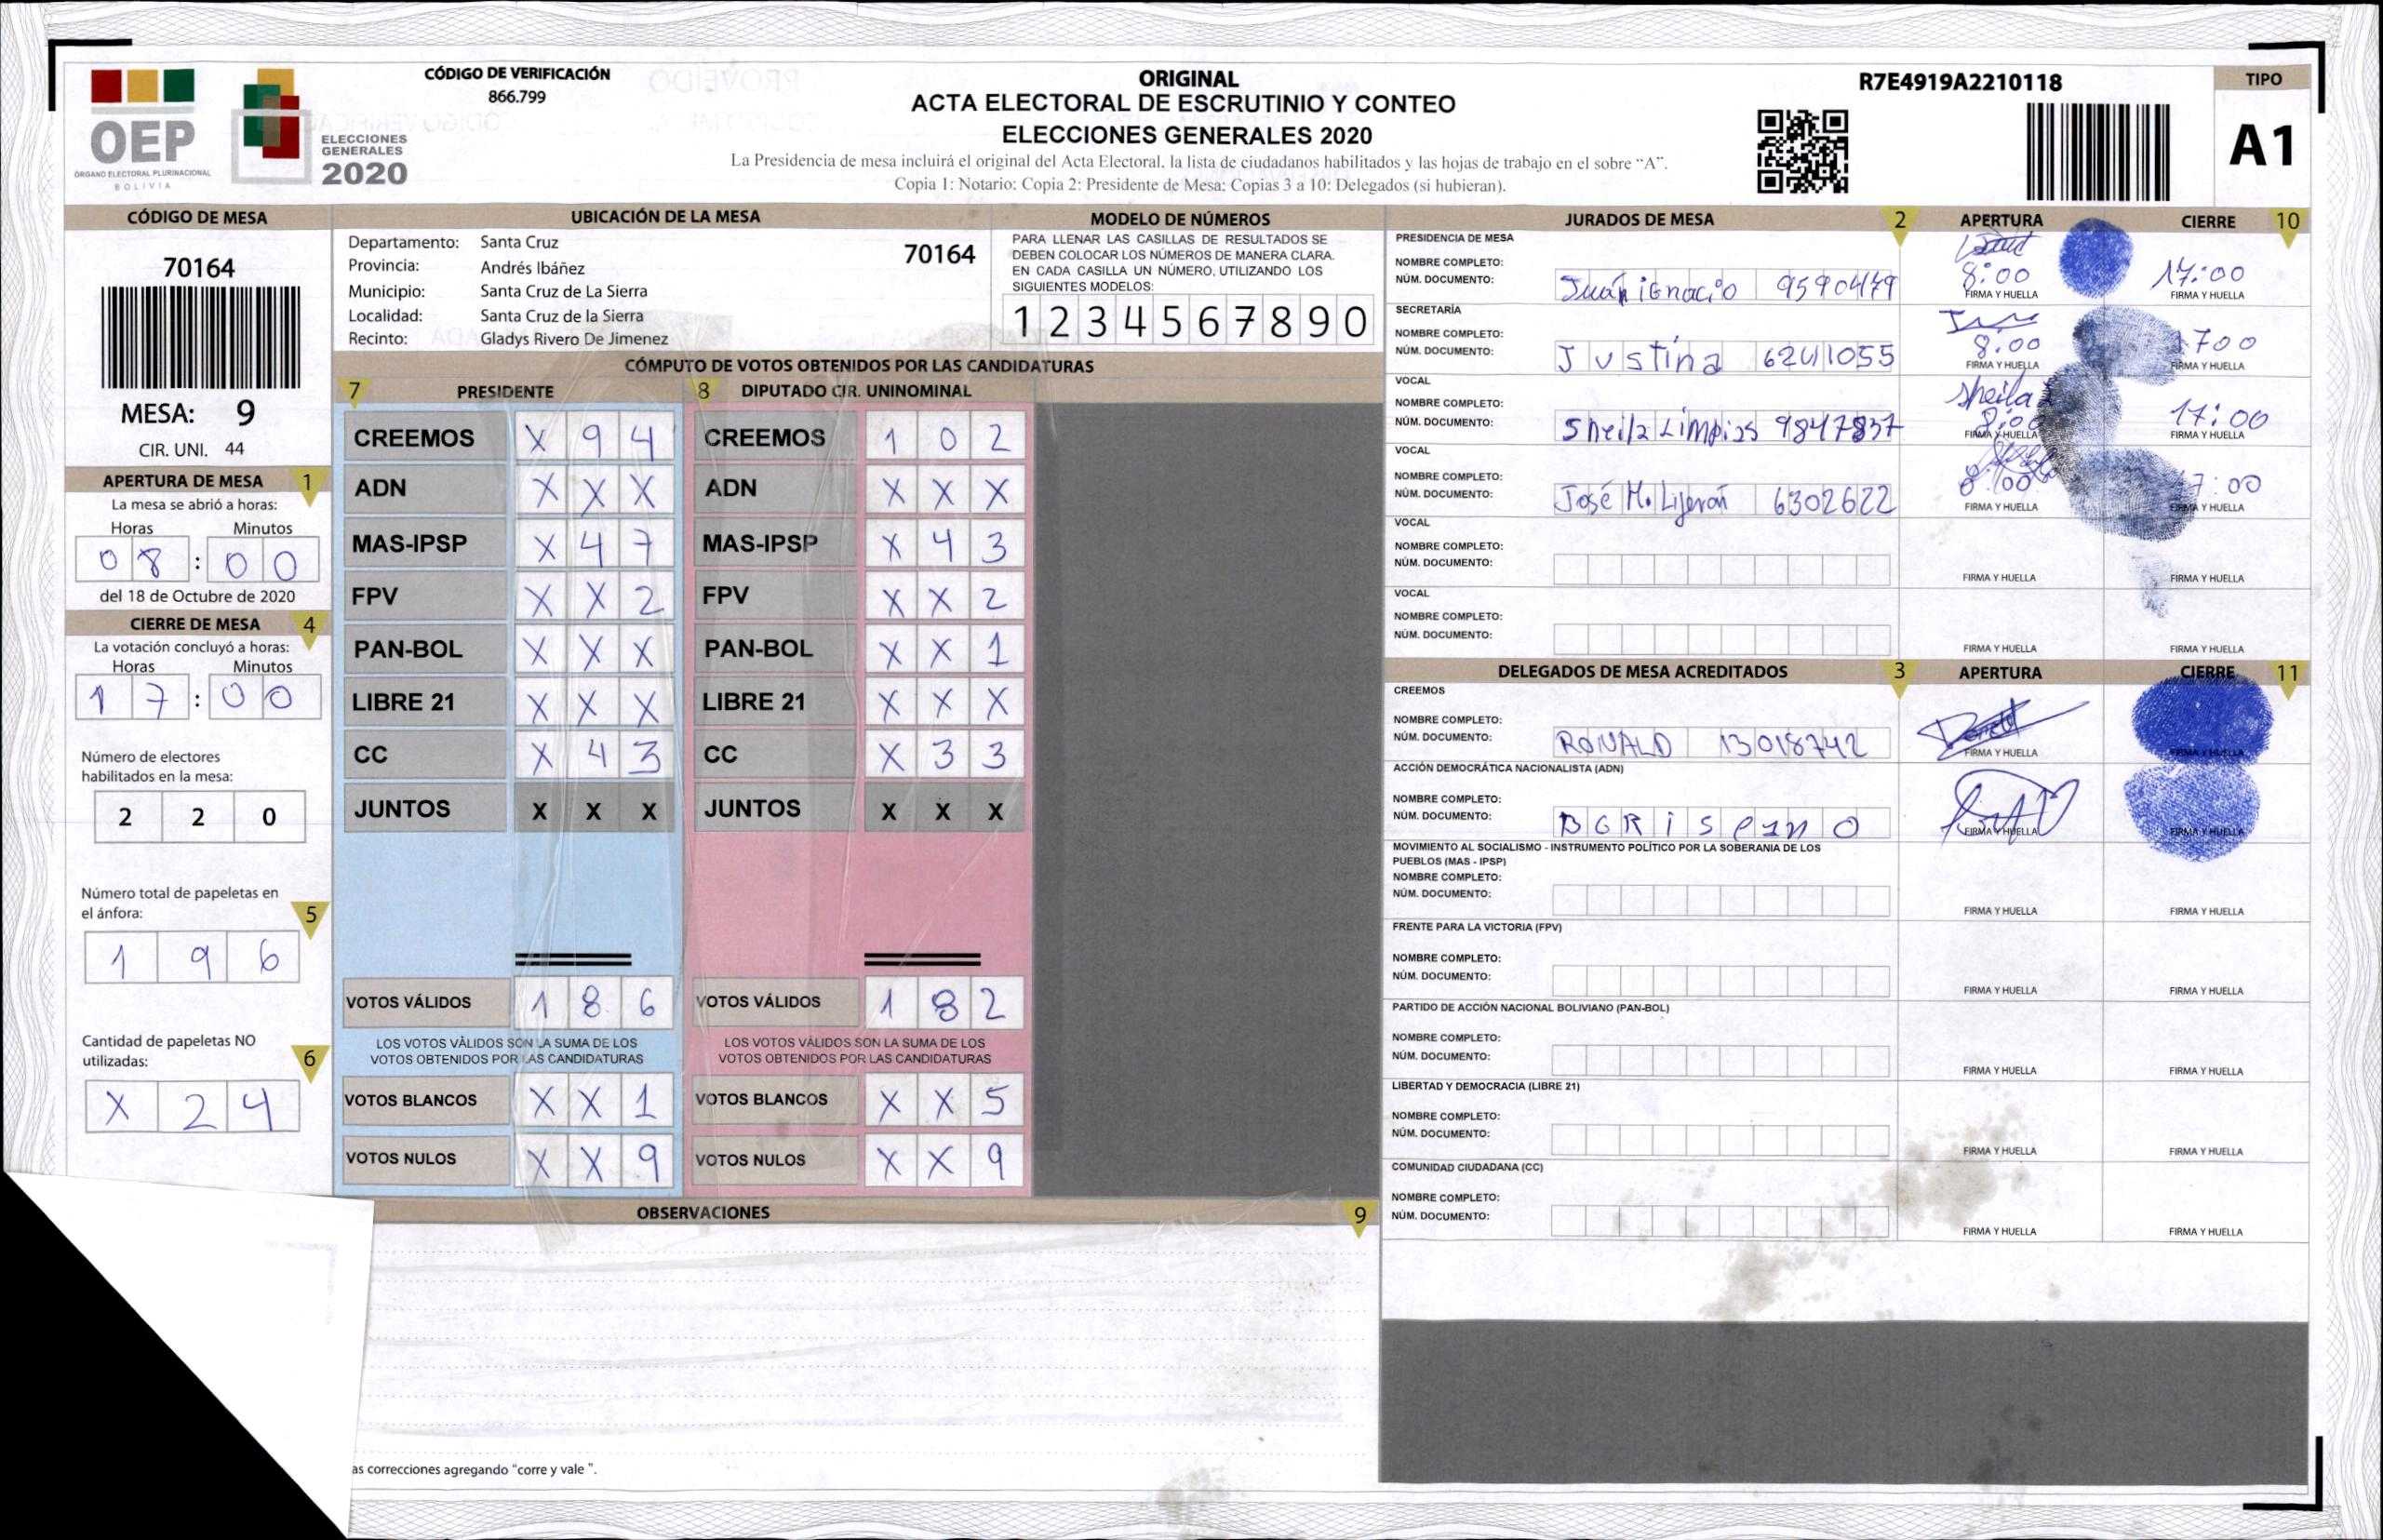 OEP
ÓRGANO ELECTORAL PLURINACIONAL
BOLIVIA
ELECCIONES
GENERALES
2020
CÓDIGO DE VERIFICACIÓN
866.799
ORIGINAL
ACTA ELECTORAL DE ESCRUTINIO Y CONTEO
ELECCIONES GENERALES 2020
La Presidencia de mesa incluirá el original del Acta Electoral, la lista de ciudadanos habilitados y las hojas de trabajo en el sobre “A”.
Copia 1: Notario; Copia 2: Presidente de Mesa; Copias 3 a 10: Delegados (si hubieran).
R7E4919A2210118
TIPO
A1
CÓDIGO DE MESA
70164
MESA: 9
CIR. UNI. 44
APERTURA DE MESA 1
La mesa se abrió a horas:
Horas Minutos
08 : 00
del 18 de Octubre de 2020
CIERRE DE MESA 4
La votación concluyó a horas:
Horas Minutos
17 : 00
Número de electores
habilitados en la mesa:
2 2 0
Número total de papeletas en
el ánfora: 5
1 9 6
Cantidad de papeletas NO
utilizadas: 6
X 2 4
UBICACIÓN DE LA MESA
Departamento: Santa Cruz 70164
Provincia: Andrés Ibáñez
Municipio: Santa Cruz de La Sierra
Localidad: Santa Cruz de la Sierra
Recinto: Gladys Rivero De Jimenez
MODELO DE NÚMEROS
PARA LLENAR LAS CASILLAS DE RESULTADOS SE
DEBEN COLOCAR LOS NÚMEROS DE MANERA CLARA.
EN CADA CASILLA UN NÚMERO, UTILIZANDO LOS
SIGUIENTES MODELOS:
1 2 3 4 5 6 7 8 9 0
CÓMPUTO DE VOTOS OBTENIDOS POR LAS CANDIDATURAS
7 PRESIDENTE 8 DIPUTADO CIR. UNINOMINAL
CREEMOS X 9 4 CREEMOS 1 0 2
ADN X X X ADN X X X
MAS-IPSP X 4 7 MAS-IPSP X 4 3
FPV X X 2 FPV X X 2
PAN-BOL X X X PAN-BOL X X 1
LIBRE 21 X X X LIBRE 21 X X X
CC X 4 3 CC X 3 3
JUNTOS X X X JUNTOS X X X
VOTOS VÁLIDOS 1 8 6 VOTOS VÁLIDOS 1 8 2
LOS VOTOS VÁLIDOS SON LA SUMA DE LOS LOS VOTOS VÁLIDOS SON LA SUMA DE LOS
VOTOS OBTENIDOS POR LAS CANDIDATURAS VOTOS OBTENIDOS POR LAS CANDIDATURAS
VOTOS BLANCOS X X 1 VOTOS BLANCOS X X 5
VOTOS NULOS X X 9 VOTOS NULOS X X 9
OBSERVACIONES 9
as correcciones agregando "corre y vale ".
JURADOS DE MESA 2 APERTURA CIERRE 10
PRESIDENCIA DE MESA
NOMBRE COMPLETO:
NÚM. DOCUMENTO: Juan ignacio 9590479 8:00 17:00
FIRMA Y HUELLA FIRMA Y HUELLA
SECRETARÍA
NOMBRE COMPLETO:
NÚM. DOCUMENTO: Justina 6241055 8:00 1700
FIRMA Y HUELLA FIRMA Y HUELLA
VOCAL
NOMBRE COMPLETO:
NÚM. DOCUMENTO: Sheila Limpias 9847837 Sheila 8:00 17:00
FIRMA Y HUELLA FIRMA Y HUELLA
VOCAL
NOMBRE COMPLETO:
NÚM. DOCUMENTO: José M. Lijerón 6302622 8:00 7:00
FIRMA Y HUELLA FIRMA Y HUELLA
VOCAL
NOMBRE COMPLETO:
NÚM. DOCUMENTO:
FIRMA Y HUELLA FIRMA Y HUELLA
VOCAL
NOMBRE COMPLETO:
NÚM. DOCUMENTO:
FIRMA Y HUELLA FIRMA Y HUELLA
DELEGADOS DE MESA ACREDITADOS 3 APERTURA CIERRE 11
CREEMOS
NOMBRE COMPLETO:
NÚM. DOCUMENTO: RONALD 13018742
FIRMA Y HUELLA FIRMA Y HUELLA
ACCIÓN DEMOCRÁTICA NACIONALISTA (ADN)
NOMBRE COMPLETO:
NÚM. DOCUMENTO:
FIRMA Y HUELLA FIRMA Y HUELLA
MOVIMIENTO AL SOCIALISMO - INSTRUMENTO POLÍTICO POR LA SOBERANIA DE LOS
PUEBLOS (MAS - IPSP)
NOMBRE COMPLETO:
NÚM. DOCUMENTO:
FIRMA Y HUELLA FIRMA Y HUELLA
FRENTE PARA LA VICTORIA (FPV)
NOMBRE COMPLETO:
NÚM. DOCUMENTO:
FIRMA Y HUELLA FIRMA Y HUELLA
PARTIDO DE ACCIÓN NACIONAL BOLIVIANO (PAN-BOL)
NOMBRE COMPLETO:
NÚM. DOCUMENTO:
FIRMA Y HUELLA FIRMA Y HUELLA
LIBERTAD Y DEMOCRACIA (LIBRE 21)
NOMBRE COMPLETO:
NÚM. DOCUMENTO:
FIRMA Y HUELLA FIRMA Y HUELLA
COMUNIDAD CIUDADANA (CC)
NOMBRE COMPLETO:
NÚM. DOCUMENTO:
FIRMA Y HUELLA FIRMA Y HUELLA